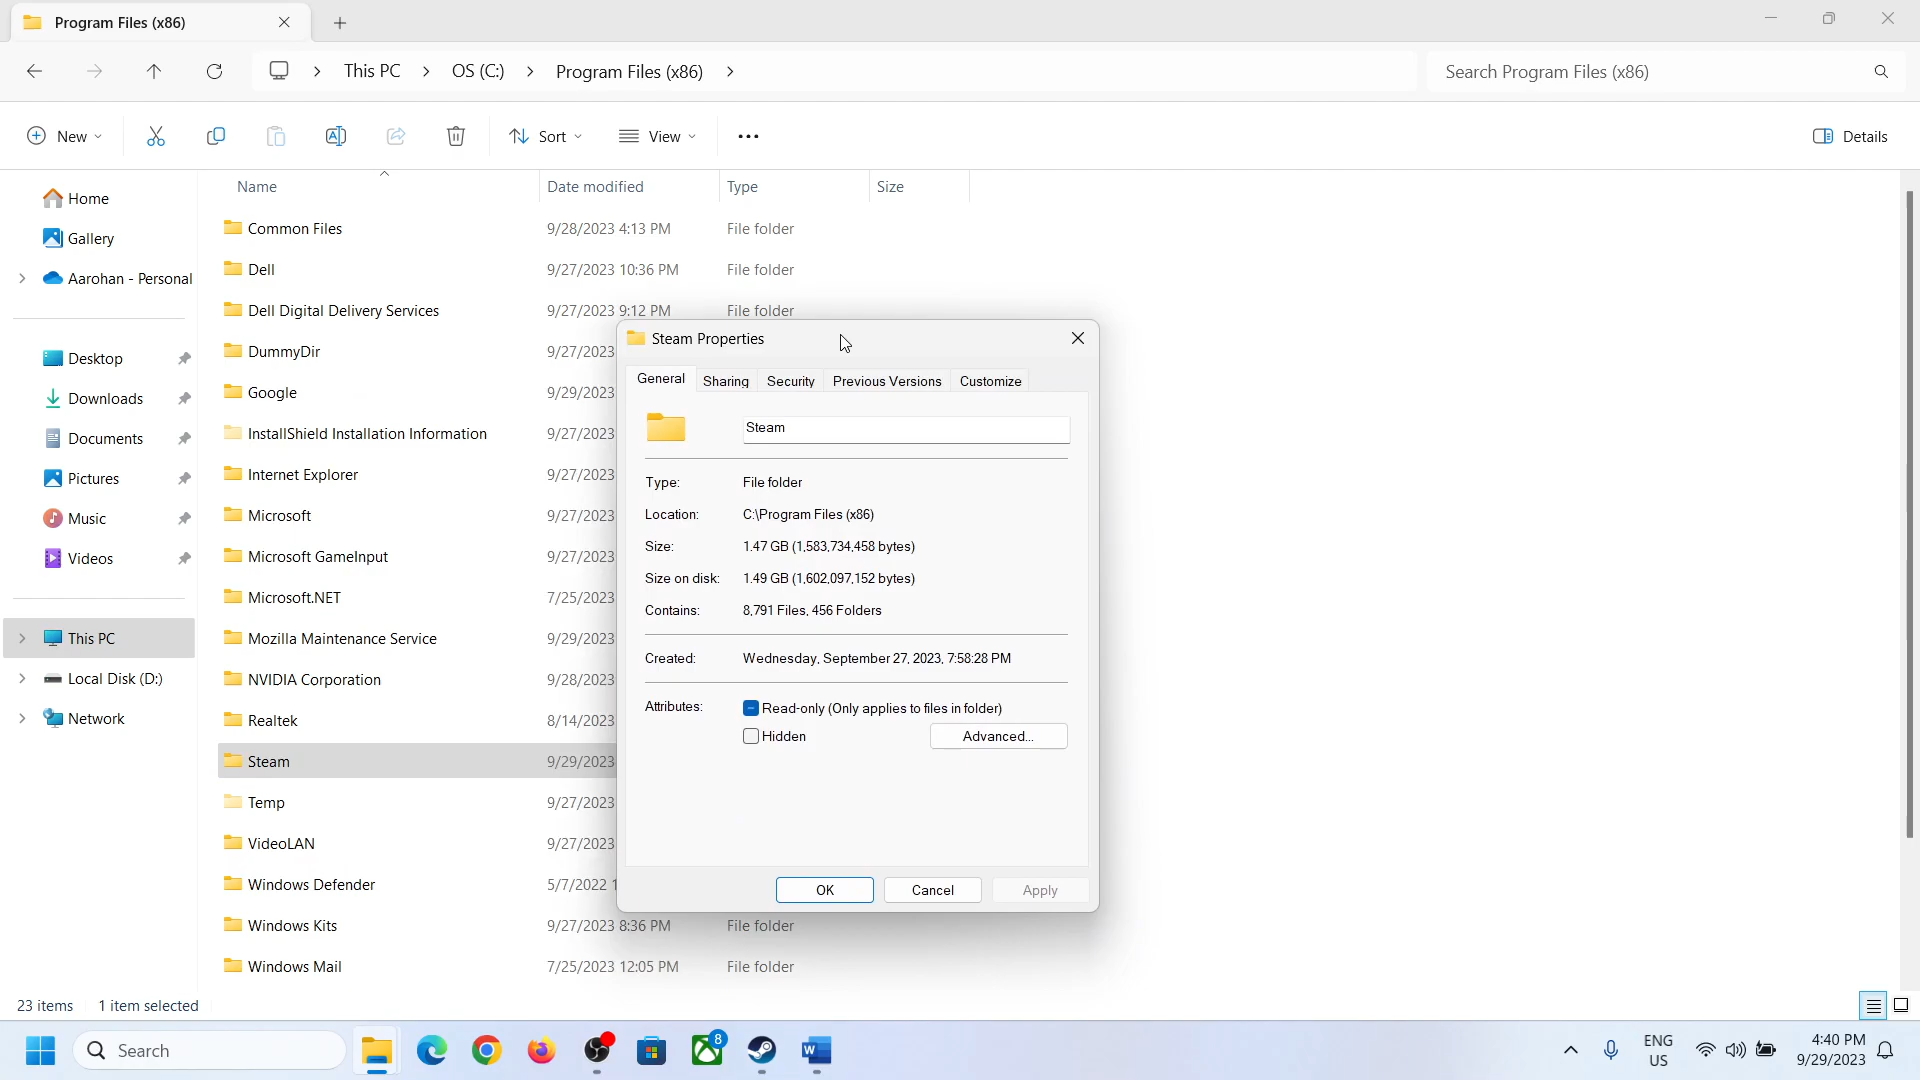 Program Files (x86)
This PC
OS (C:)
Program Files (x86)
Search Program Files (x86)
New
Sort
View
Details
Name
Date modified
Type
Size
Home
Gallery
Aarohan - Personal
Desktop
Downloads
Documents
Pictures
Music
Videos
This PC
Local Disk (D:)
Network
Common Files 9/28/2023 4:13 PM File folder
Dell 9/27/2023 10:36 PM File folder
Dell Digital Delivery Services 9/27/2023 9:12 PM File folder
DummyDir 9/27/2023
Google 9/29/2023
InstallShield Installation Information 9/27/2023
Internet Explorer 9/27/2023
Microsoft 9/27/2023
Microsoft GameInput 9/27/2023
Microsoft.NET 7/25/2023
Mozilla Maintenance Service 9/29/2023
NVIDIA Corporation 9/28/2023
Realtek 8/14/2023
Steam 9/29/2023
Temp 9/27/2023
VideoLAN 9/27/2023
Windows Defender 5/7/2022 1
Windows Kits 9/27/2023 8:36 PM File folder
Windows Mail 7/25/2023 12:05 PM File folder
Steam Properties
General
Sharing
Security
Previous Versions
Customize
Steam
Type: File folder
Location: C:\Program Files (x86)
Size: 1.47 GB (1,583,734,458 bytes)
Size on disk: 1.49 GB (1,602,097,152 bytes)
Contains: 8,791 Files, 456 Folders
Created: Wednesday, September 27, 2023, 7:58:28 PM
Attributes: Read-only (Only applies to files in folder)
Hidden
Advanced...
OK
Cancel
Apply
23 items
1 item selected
Search
8
W
ENG
US
4:40 PM
9/29/2023